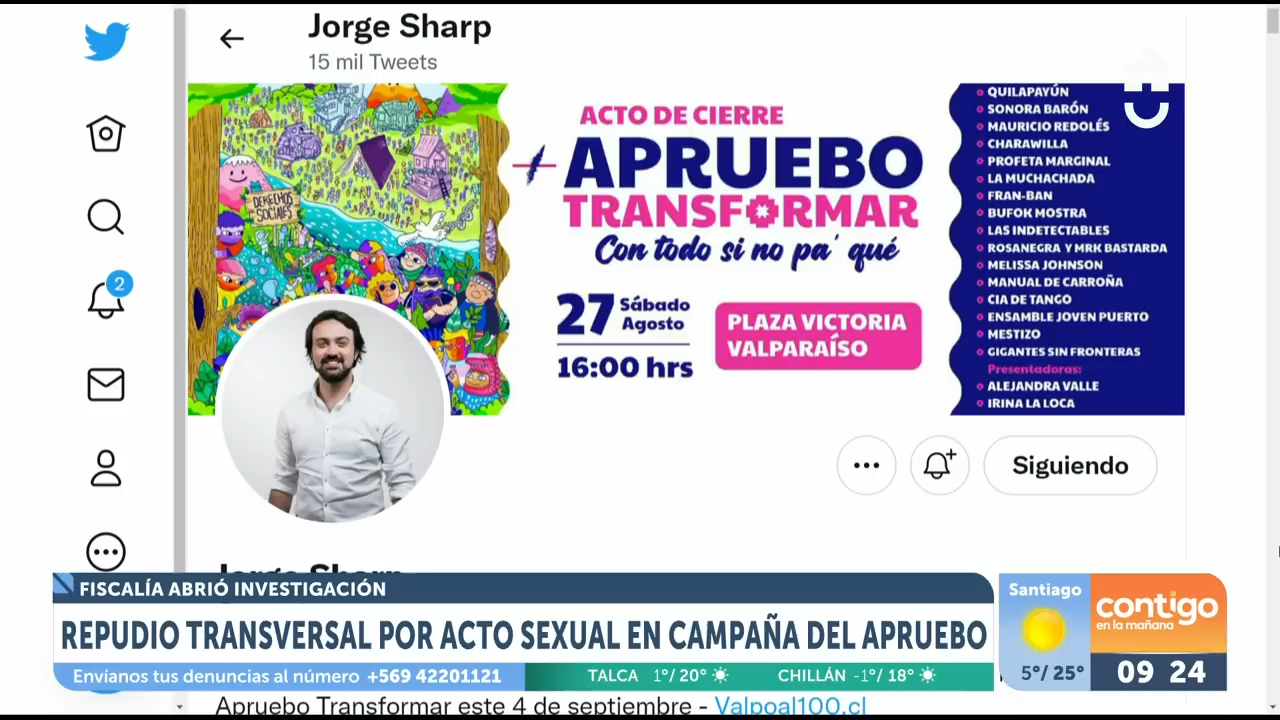 Jorge Sharp
15 mil Tweets
2
DERECHOS
SOCIALES
ACTO DE CIERRE
APRUEBO
TRANSFORMAR
Con todo si no pa' qué
27 Sábado
Agosto
16:00 hrs
PLAZA VICTORIA
VALPARAÍSO
QUILAPAYÚN
SONORA BARÓN
MAURICIO REDOLÉS
CHARAWILLA
PROFETA MARGINAL
LA MUCHACHADA
FRAN-BAN
BUFOK MOSTRA
LAS INDETECTABLES
ROSANEGRA Y MRK BASTARDA
MELISSA JOHNSON
MANUAL DE CARROÑA
CIA DE TANGO
ENSAMBLE JOVEN PUERTO
MESTIZO
GIGANTES SIN FRONTERAS
Presentadoras:
ALEJANDRA VALLE
IRINA LA LOCA
Siguiendo
Jorge Sharp
FISCALÍA ABRIÓ INVESTIGACIÓN
REPUDIO TRANSVERSAL POR ACTO SEXUAL EN CAMPAÑA DEL APRUEBO
Envíanos tus denuncias al número +569 42201121
TALCA 1°/20°
CHILLÁN -1°/18°
Santiago
5°/25°
contigo
en la mañana
09 24
Apruebo Transformar este 4 de septiembre - Valpoal100.cl